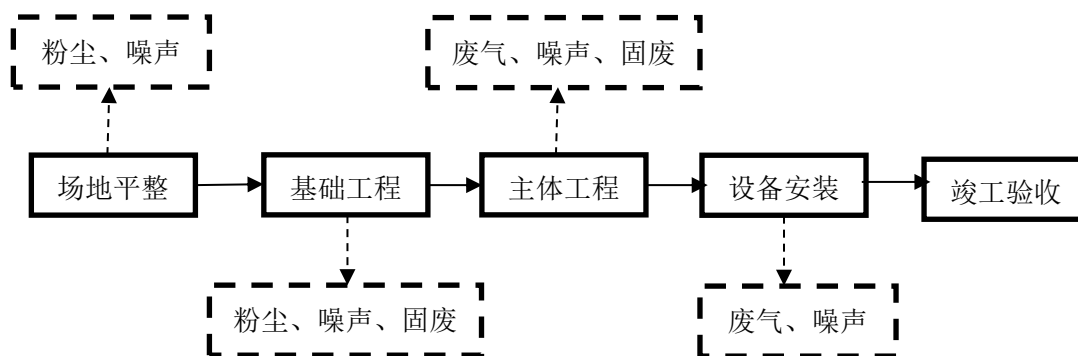 粉尘、噪声
废气、噪声、固废
场地平整
基础工程
主体工程
设备安装
竣工验收
粉尘、噪声、固废
废气、噪声